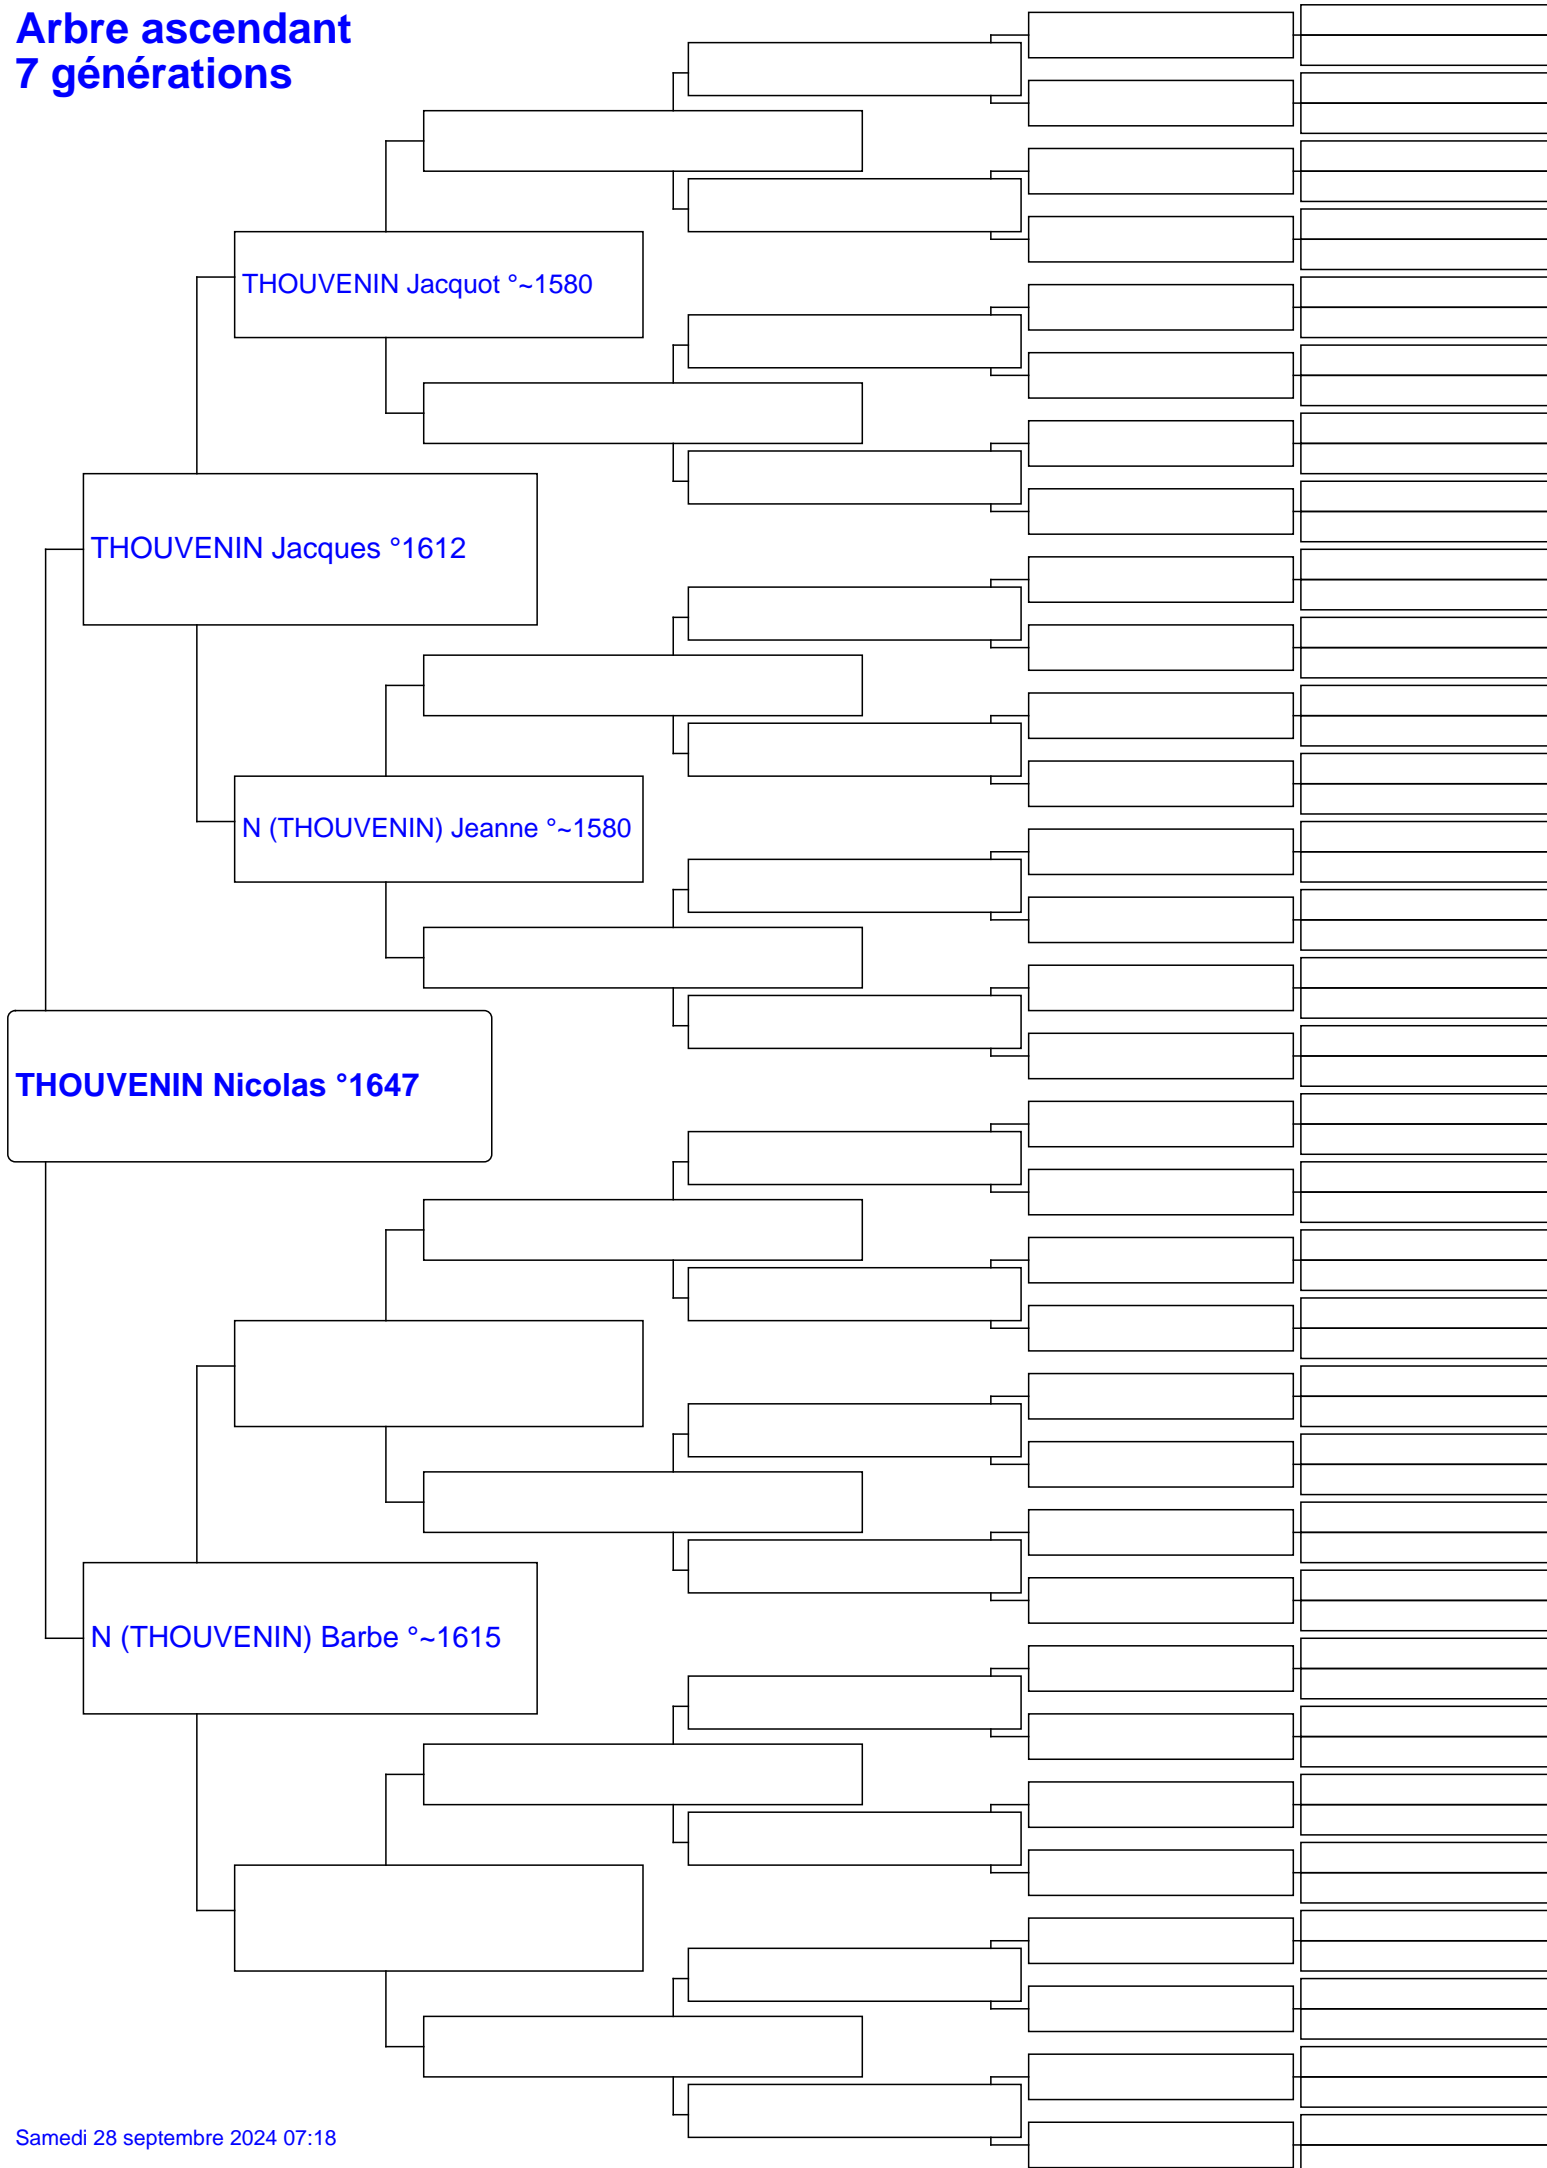 Arbre ascendant
7 générations
THOUVENIN Jacquot °~1580
THOUVENIN Jacques °1612
N (THOUVENIN) Jeanne °~1580
THOUVENIN Nicolas °1647
N (THOUVENIN) Barbe °~1615
Samedi 28 septembre 2024 07:18